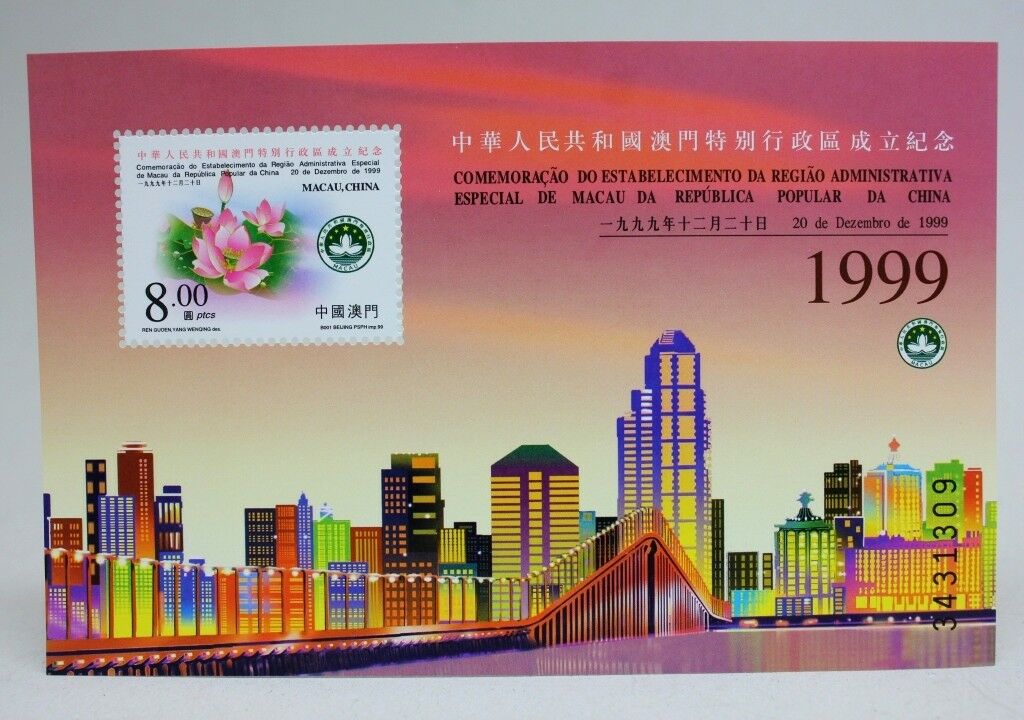 中華人民共和國澳門特別行政區成立紀念
Comemoração do Estabelecimento da Região Administrativa Especial
de Macau da República Popular da China 20 de Dezembro de 1999
一九九九年十二月二十日
MACAU, CHINA
MACAU
8.00
圓 ptcs
中國澳門
REN GUOEN, YANG WENQING des.
B001 BEIJING PSPH imp.99
中華人民共和國澳門特別行政區成立紀念
COMEMORAÇÃO DO ESTABELECIMENTO DA REGIÃO ADMINISTRATIVA
ESPECIAL DE MACAU DA REPÚBLICA POPULAR DA CHINA
一九九九年十二月二十日 20 de Dezembro de 1999
1999
MACAU
3431309